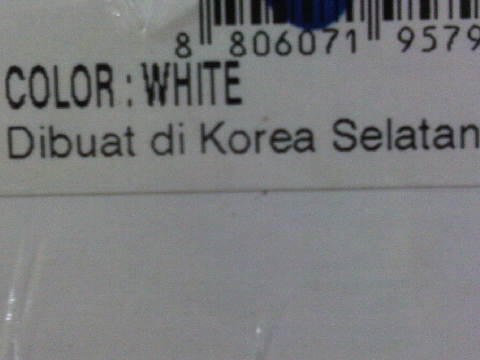 8 806071 9579
COLOR : WHITE
Dibuat di Korea Selatan